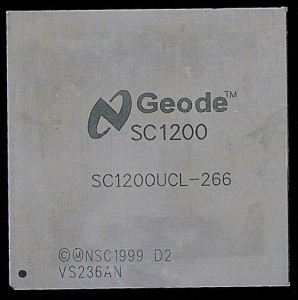 Geode™
SC1200
SC1200UCL-266
©ⓂNSC1999 D2
VS236AN